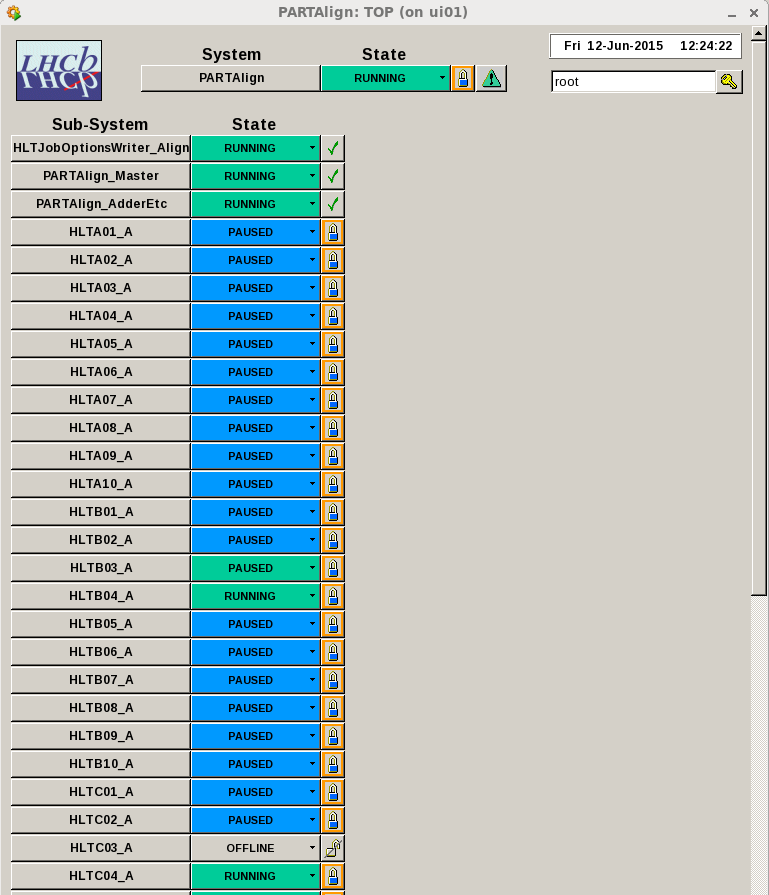 PARTAlign: TOP (on ui01)
LHCb
ГНСР
System State
Fri 12-Jun-2015 12:24:22
PARTAlign RUNNING
root
Sub-System State
HLTJobOptionsWriter_Align RUNNING
PARTAlign_Master RUNNING
PARTAlign_AdderEtc RUNNING
HLTA01_A PAUSED
HLTA02_A PAUSED
HLTA03_A PAUSED
HLTA04_A PAUSED
HLTA05_A PAUSED
HLTA06_A PAUSED
HLTA07_A PAUSED
HLTA08_A PAUSED
HLTA09_A PAUSED
HLTA10_A PAUSED
HLTB01_A PAUSED
HLTB02_A PAUSED
HLTB03_A PAUSED
HLTB04_A RUNNING
HLTB05_A PAUSED
HLTB06_A PAUSED
HLTB07_A PAUSED
HLTB08_A PAUSED
HLTB09_A PAUSED
HLTB10_A PAUSED
HLTC01_A PAUSED
HLTC02_A PAUSED
HLTC03_A OFFLINE
HLTC04_A RUNNING